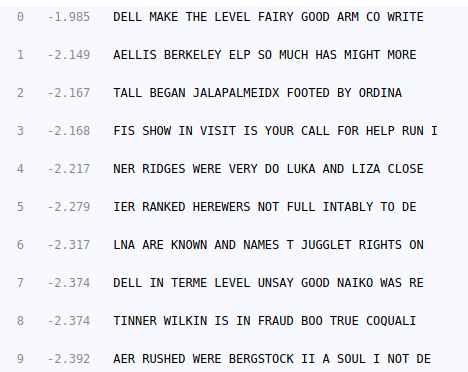 0 -1.985 DELL MAKE THE LEVEL FAIRY GOOD ARM CO WRITE
1 -2.149 AELLIS BERKELEY ELP SO MUCH HAS MIGHT MORE
2 -2.167 TALL BEGAN JALAPALMEIDX FOOTED BY ORDINA
3 -2.168 FIS SHOW IN VISIT IS YOUR CALL FOR HELP RUN I
4 -2.217 NER RIDGES WERE VERY DO LUKA AND LIZA CLOSE
5 -2.279 IER RANKED HEREWERS NOT FULL INTABLY TO DE
6 -2.317 LNA ARE KNOWN AND NAMES T JUGGLET RIGHTS ON
7 -2.374 DELL IN TERME LEVEL UNSAY GOOD NAIKO WAS RE
8 -2.374 TINNER WILKIN IS IN FRAUD BOO TRUE COQUALI
9 -2.392 AER RUSHED WERE BERGSTOCK II A SOUL I NOT DE